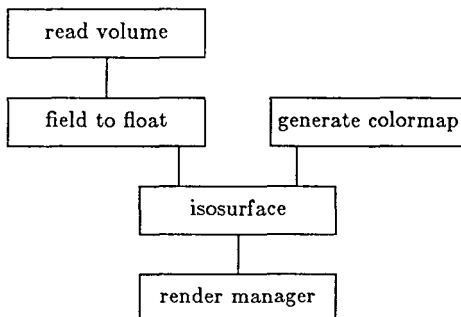 read volume
field to float
generate colormap
isosurface
render manager